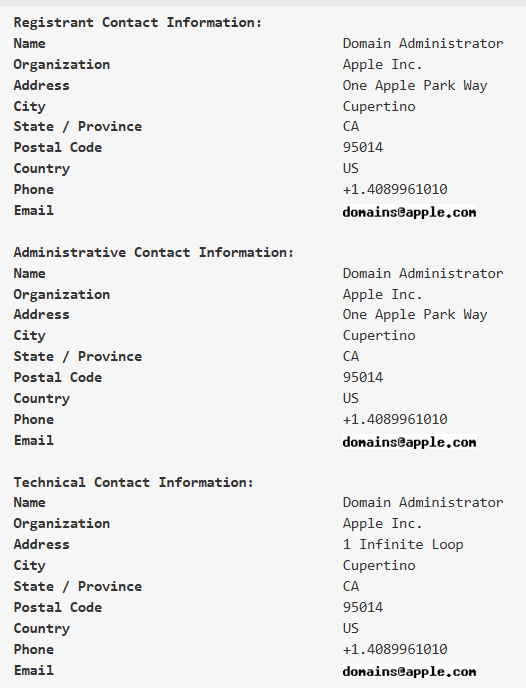 Registrant Contact Information:
Name Domain Administrator
Organization Apple Inc.
Address One Apple Park Way
City Cupertino
State / Province CA
Postal Code 95014
Country US
Phone +1.4089961010
Email domains@apple.com
Administrative Contact Information:
Name Domain Administrator
Organization Apple Inc.
Address One Apple Park Way
City Cupertino
State / Province CA
Postal Code 95014
Country US
Phone +1.4089961010
Email domains@apple.com
Technical Contact Information:
Name Domain Administrator
Organization Apple Inc.
Address 1 Infinite Loop
City Cupertino
State / Province CA
Postal Code 95014
Country US
Phone +1.4089961010
Email domains@apple.com